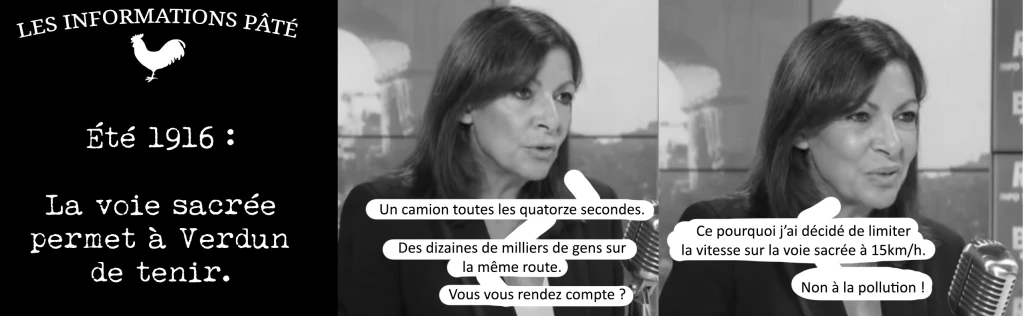 LES INFORMATIONS PÂTÉ
Été 1916 :
La voie sacrée
permet à Verdun
de tenir.
Un camion toutes les quatorze secondes.
Des dizaines de milliers de gens sur
la même route.
Vous vous rendez compte ?
Ce pourquoi j'ai décidé de limiter
la vitesse sur la voie sacrée à 15km/h.
Non à la pollution !